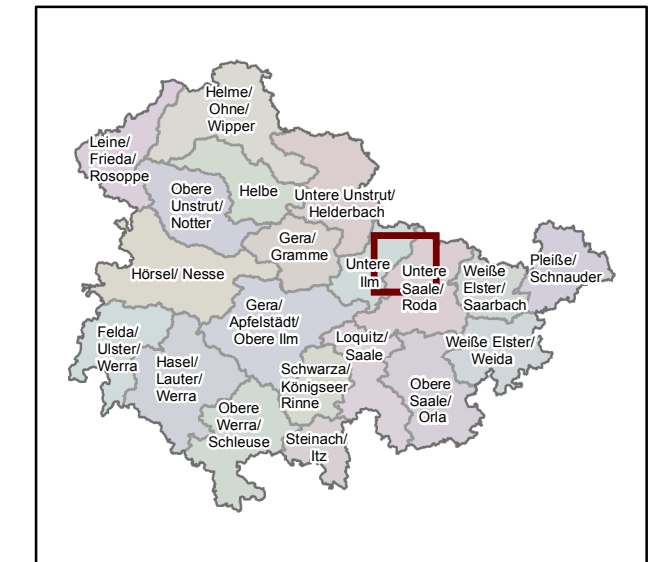 Helme/
Ohne/
Wipper
Leine/
Frieda/
Rosoppe
Obere
Unstrut/
Notter
Helbe
Untere Unstrut/
Helderbach
Gera/
Gramme
Hörsel/ Nesse
Untere
Ilm
Untere
Saale/
Roda
Weiße
Elster/
Saarbach
Pleiße/
Schnauder
Felda/
Ulster/
Werra
Hasel/
Lauter/
Werra
Gera/
Apfelstädt/
Obere Ilm
Loquitz/
Saale
Weiße Elster/
Weida
Schwarza/
Königseer
Rinne
Obere
Saale/
Orla
Obere
Werra/
Schleuse
Steinach/
Itz